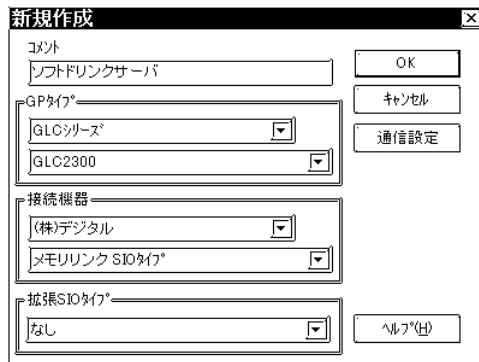 新規作成
ｺﾒﾝﾄ
ソフトドリンクサーバ
OK
GPﾀｲﾌﾟ
キャンセル
GLCｼﾘｰｽﾞ
通信設定
GLC2300
接続機器
(株)デジタル
メモリリンク SIOﾀｲﾌﾟ
拡張SIOﾀｲﾌﾟ
なし
ﾍﾙﾌﾟ(H)